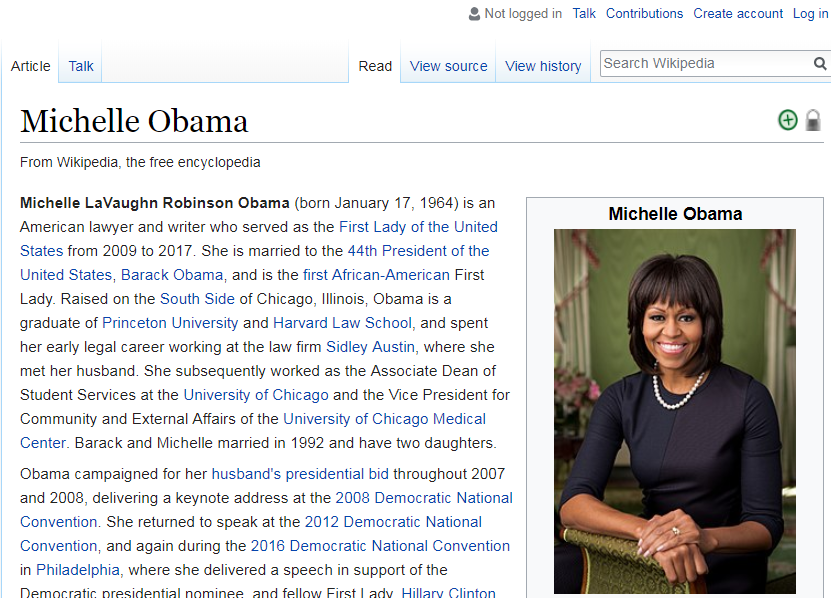 Not logged in Talk Contributions Create account Log in
Article Talk Read View source View history Search Wikipedia
Michelle Obama
From Wikipedia, the free encyclopedia
Michelle LaVaughn Robinson Obama (born January 17, 1964) is an
American lawyer and writer who served as the First Lady of the United
States from 2009 to 2017. She is married to the 44th President of the
United States, Barack Obama, and is the first African-American First
Lady. Raised on the South Side of Chicago, Illinois, Obama is a
graduate of Princeton University and Harvard Law School, and spent
her early legal career working at the law firm Sidley Austin, where she
met her husband. She subsequently worked as the Associate Dean of
Student Services at the University of Chicago and the Vice President for
Community and External Affairs of the University of Chicago Medical
Center. Barack and Michelle married in 1992 and have two daughters.
Obama campaigned for her husband's presidential bid throughout 2007
and 2008, delivering a keynote address at the 2008 Democratic National
Convention. She returned to speak at the 2012 Democratic National
Convention, and again during the 2016 Democratic National Convention
in Philadelphia, where she delivered a speech in support of the
Democratic presidential nominee, and fellow First Lady, Hillary Clinton
Michelle Obama